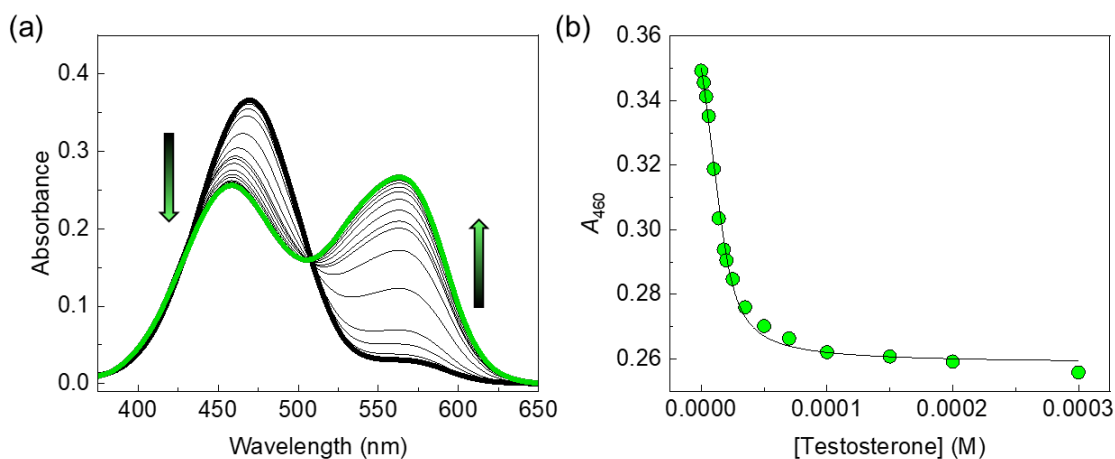 (a)
Absorbance
0.4
0.3
0.2
0.1
0.0
400 450 500 550 600 650
Wavelength (nm)
(b)
A460
0.36
0.34
0.32
0.30
0.28
0.26
0.0000 0.0001 0.0002 0.0003
[Testosterone] (M)